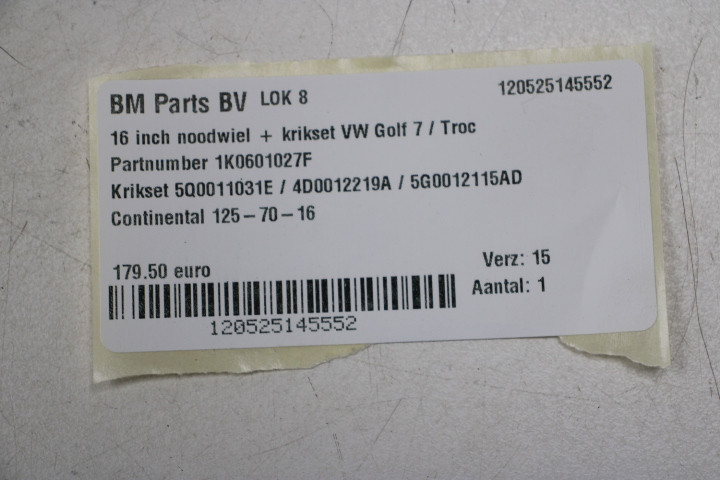 BM Parts BV LOK 8 120525145552
16 inch noodwiel + krikset VW Golf 7 / Troc
Partnumber 1K0601027F
Krikset 5Q0011031E / 4D0012219A / 5G0012115AD
Continental 125-70-16
179.50 euro
Verz: 15
Aantal: 1
120525145552